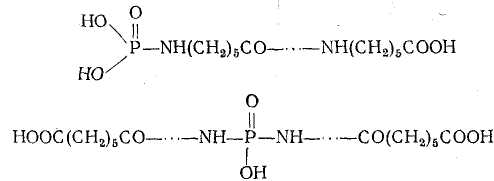 O
HO
P—NH(CH₂)₅CO—···—NH(CH₂)₅COOH
HO
O
HOOC(CH₂)₅CO—···—NH—P—NH—···—CO(CH₂)₅COOH
OH